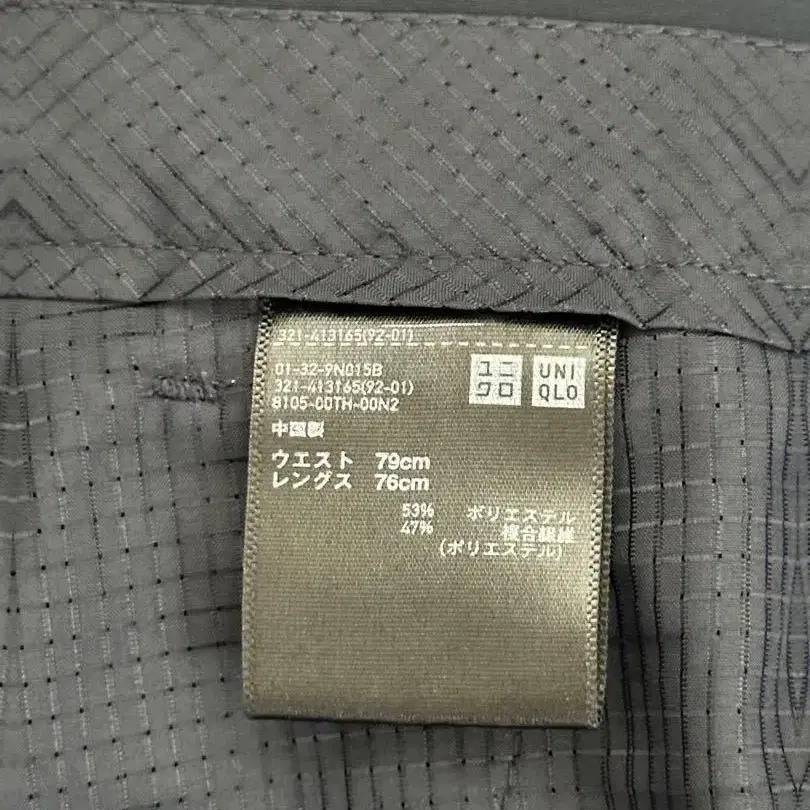 321-413165(92-01)
01-32-9N015B
321-413165(92-01)
8105-00TH-00N2
ユニクロ
UNIQLO
中国製
ウエスト 79cm
レングス 76cm
53% ポリエステル
47% 複合繊維
(ポリエステル)